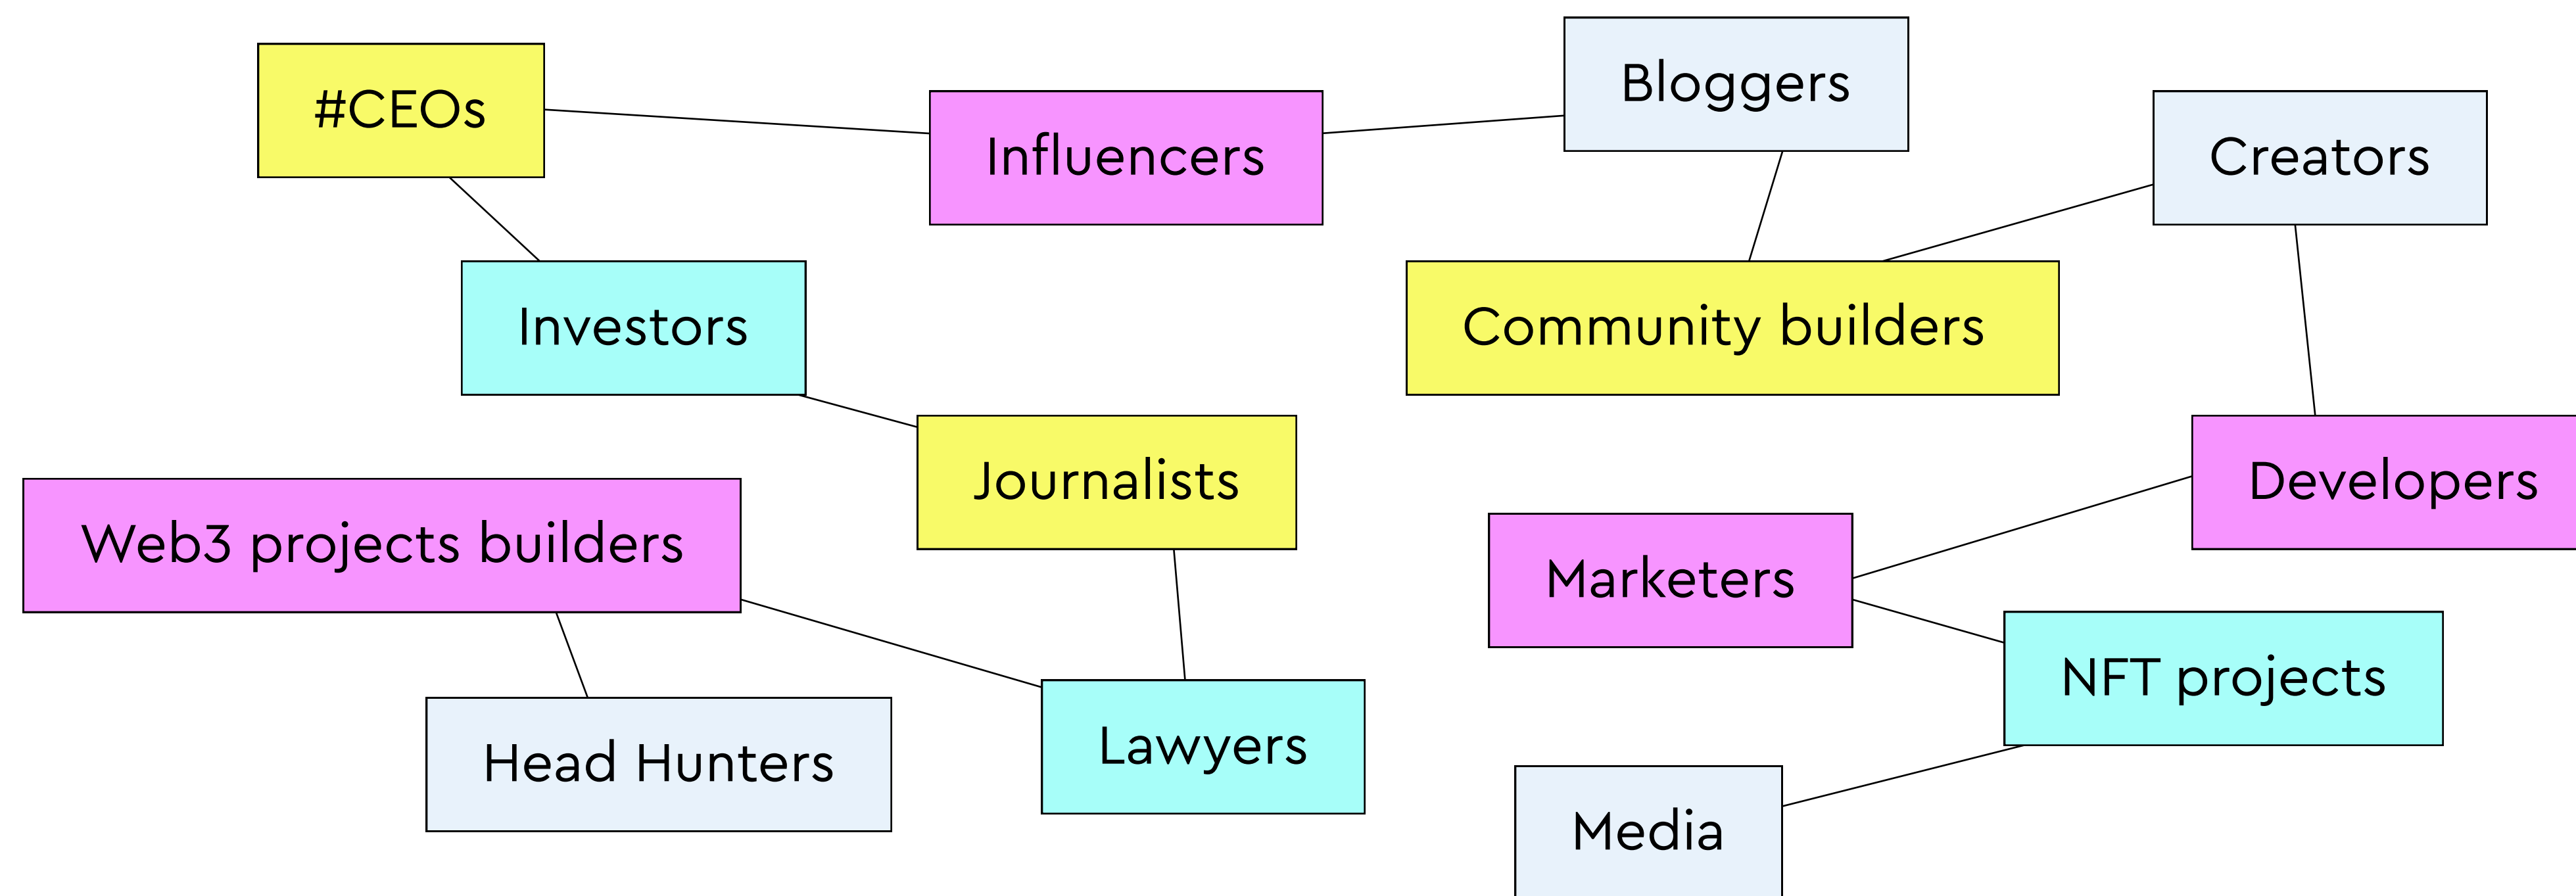 #CEOs
Influencers
Bloggers
Creators
Investors
Community builders
Journalists
Developers
Web3 projects builders
Marketers
NFT projects
Head Hunters
Lawyers
Media